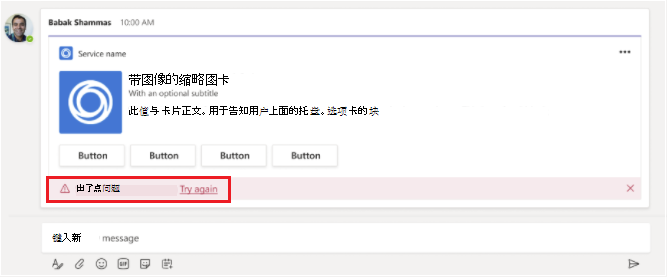 Babak Shammas 10:00 AM
Service name
带图像的缩略图卡
With an optional subtitle
此值与卡片正文。用于告知用户上面的托盘。选项卡的块
Button Button Button Button
出了点问题 Try again
键入新 message
GIF